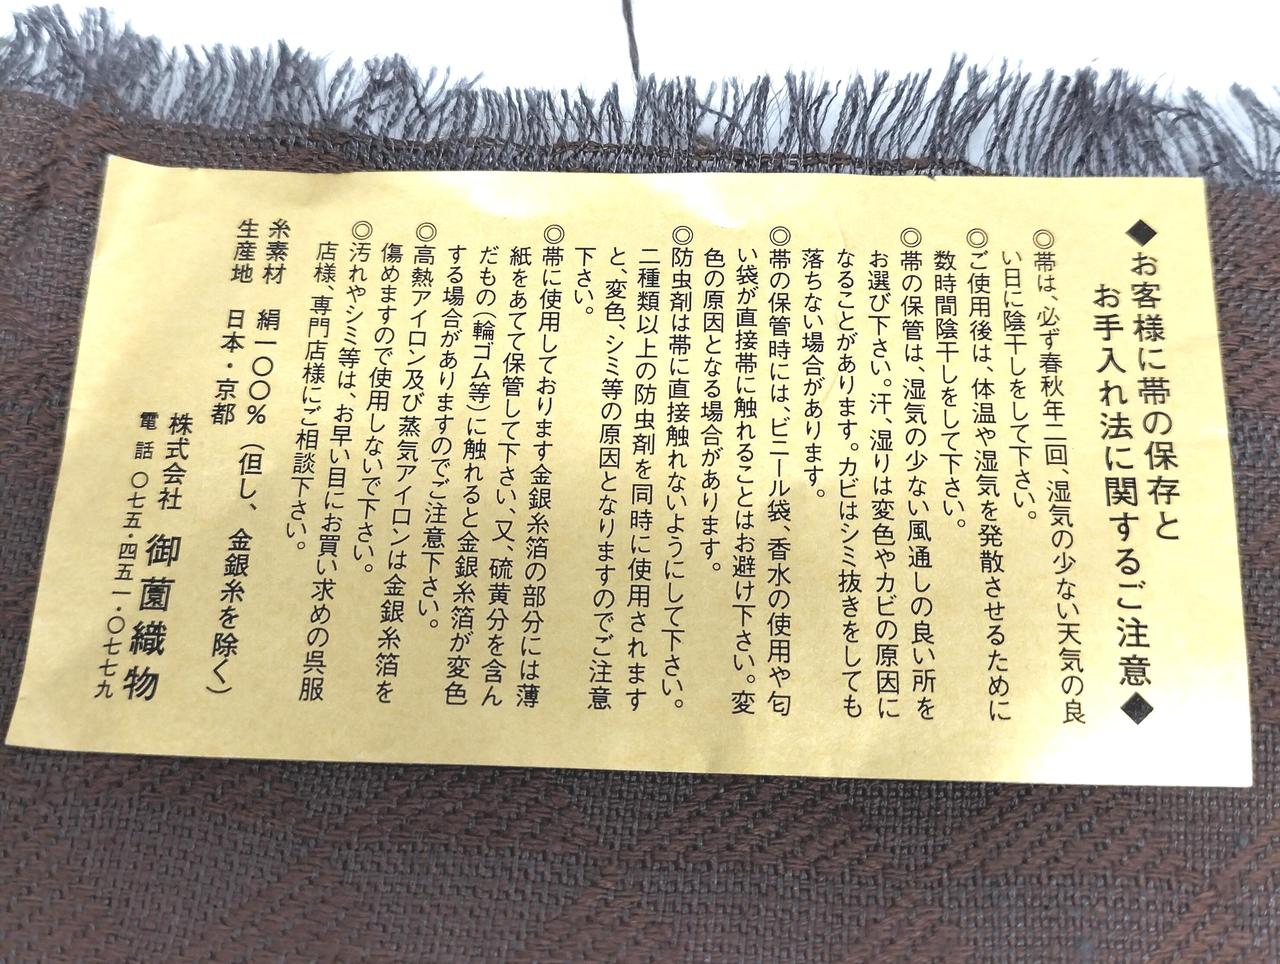 ◆お客様に帯の保存と
お手入れ法に関するご注意◆
◎帯は、必ず春秋年二回、湿気の少ない天気の良
い日に陰干しをして下さい。
◎ご使用後は、体温や湿気を発散させるために
数時間陰干しをして下さい。
◎帯の保管は、湿気の少ない風通しの良い所を
お選び下さい。汗、湿りは変色やカビの原因に
なることがあります。カビはシミ抜きをしても
落ちない場合があります。
◎帯の保管時には、ビニール袋、香水の使用や匂
い袋が直接帯に触れることはお避け下さい。変
色の原因となる場合があります。
◎防虫剤は帯に直接触れないようにして下さい。
二種類以上の防虫剤を同時に使用されます
と、変色、シミ等の原因となりますのでご注意
下さい。
◎帯に使用しております金銀糸箔の部分には薄
紙をあてて保管して下さい、又、硫黄分を含ん
だもの（輪ゴム等）に触れると金銀糸箔が変色
する場合がありますのでご注意下さい。
◎高熱アイロン及び蒸気アイロンは金銀糸箔を
傷めますので使用しないで下さい。
◎汚れやシミ等は、お早い目にお買い求めの呉服
店様、専門店様にご相談下さい。
糸素材 絹一〇〇％（但し、金銀糸を除く）
生産地 日本・京都
株式会社 御薗織物
電話 〇七五・四五一・〇七七九